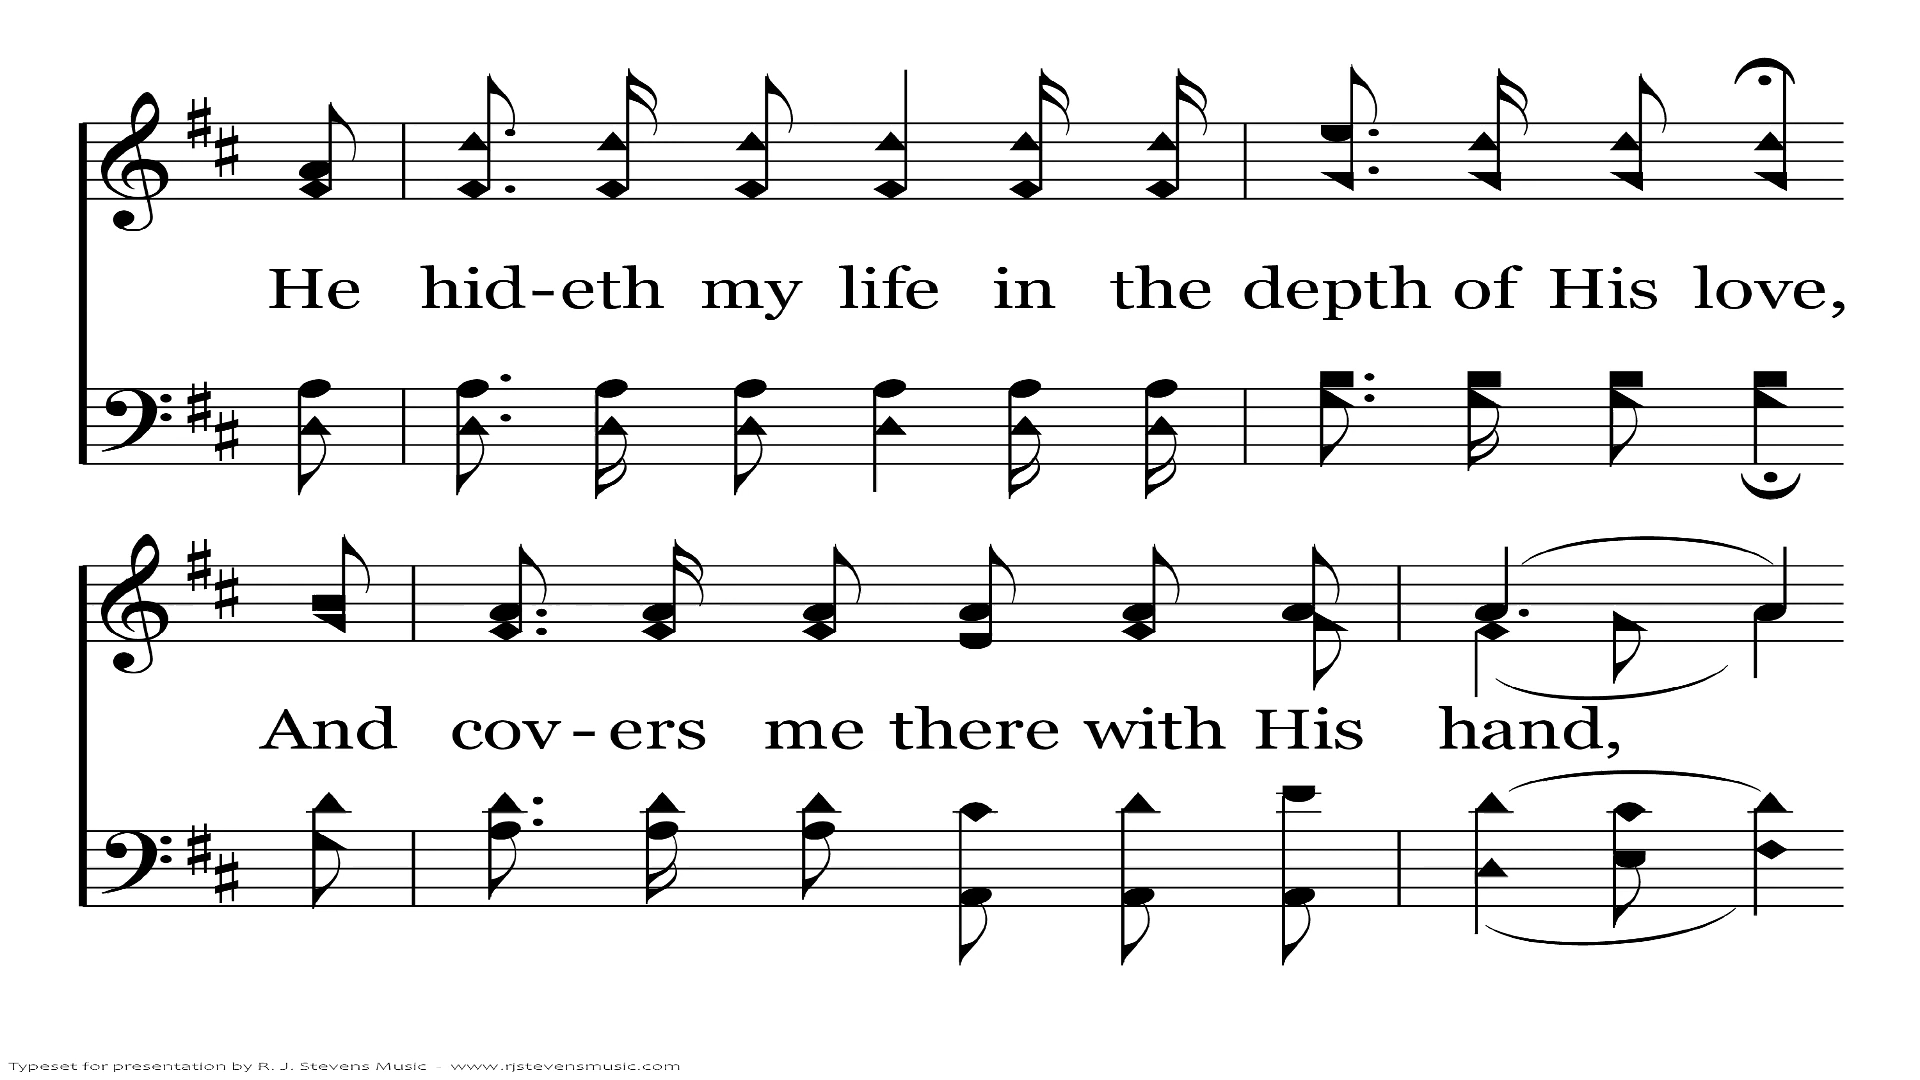 He hid-eth my life in the depth of His love,
And cov-ers me there with His hand,
Typeset for presentation by R. J. Stevens Music - www.rjstevensmusic.com